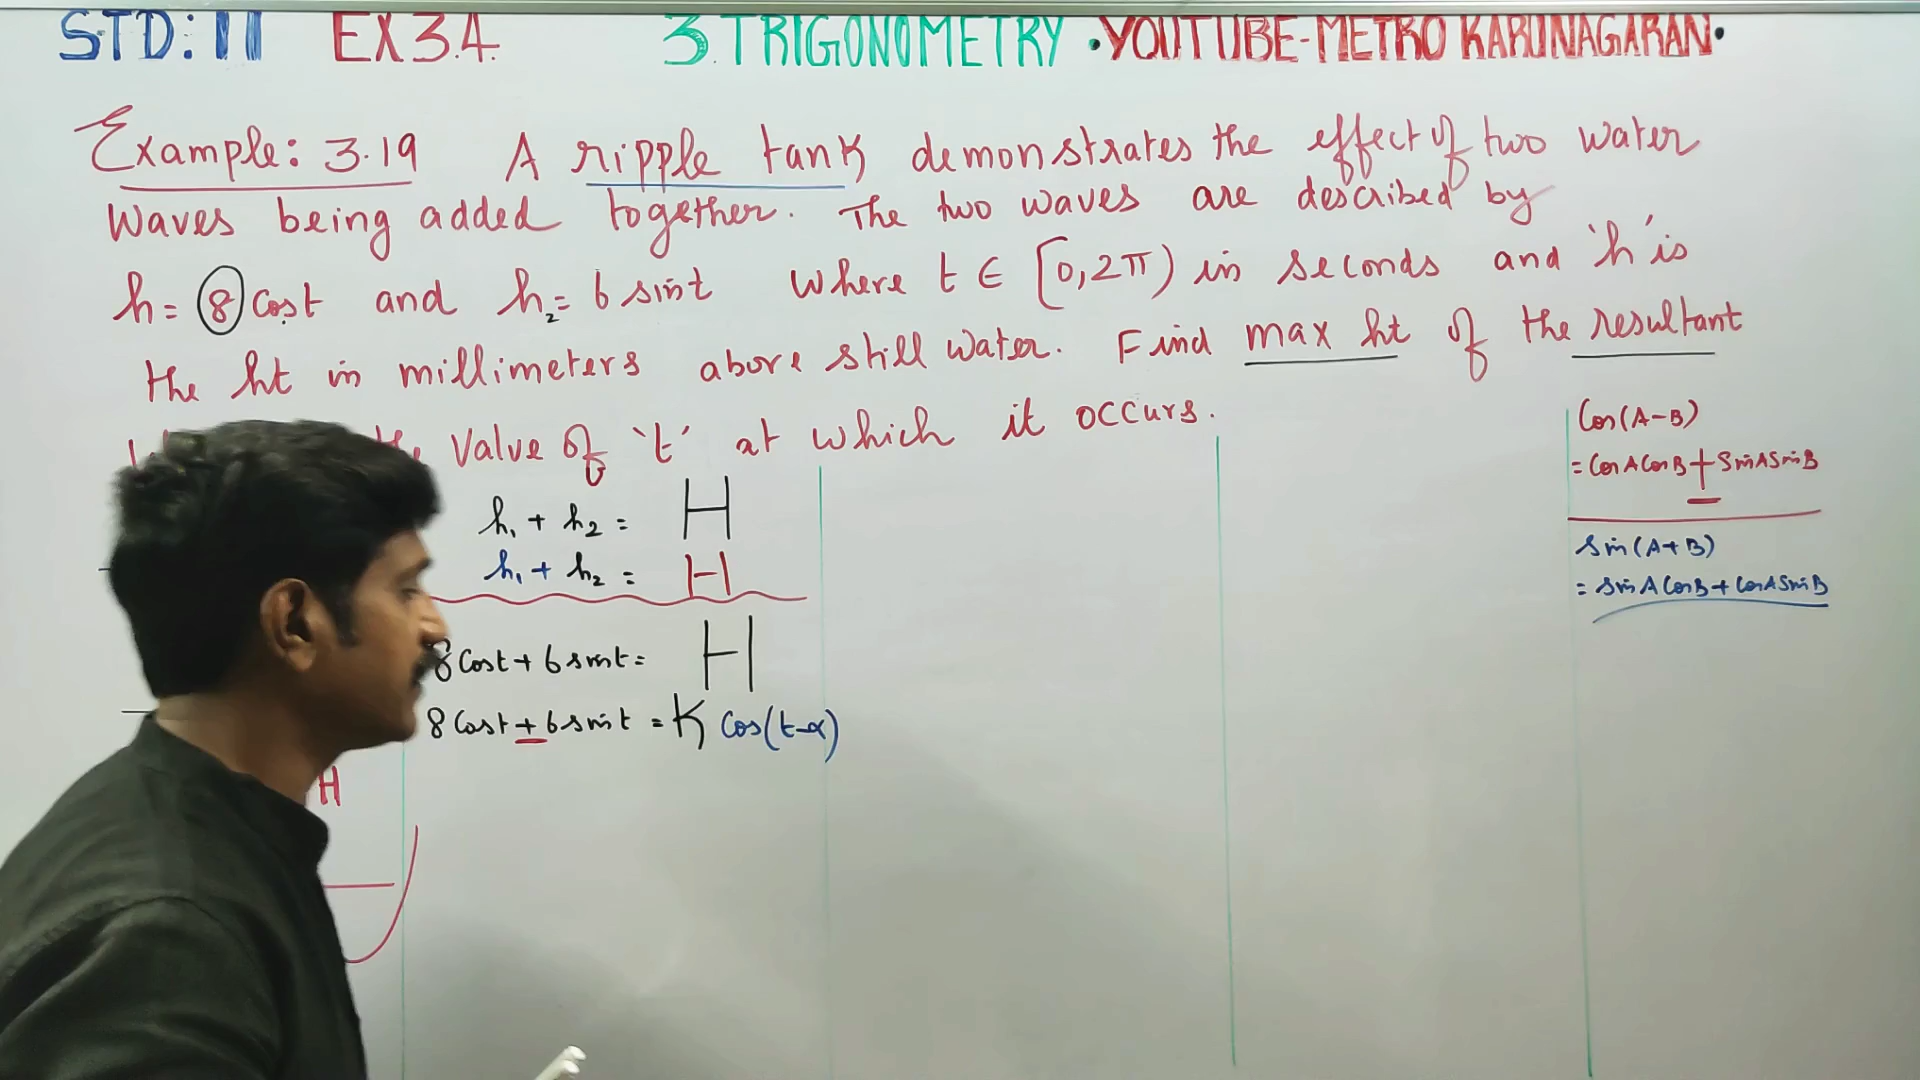 STD: 11 EX 3.4. 3. TRIGONOMETRY • YOUTUBE-METRO KARUNAGARAN •
Example: 3.19 A ripple tank demonstrates the effect of two water
waves being added together. The two waves are described by
h = 8 cost and h₂ = 6 sint where t ∈ [0, 2π) in seconds and 'h' is
the ht in millimeters above still water. Find max ht of the resultant
value of 't' at which it occurs.
h₁ + h₂ = H
h₁ + h₂ = H
8 cost + 6 sint = H
8 cost + 6 sint = K cos(t-α)
H
Cos(A-B)
= CosA CosB + SinA SinB
Sin(A+B)
= SinA CosB + CosA SinB